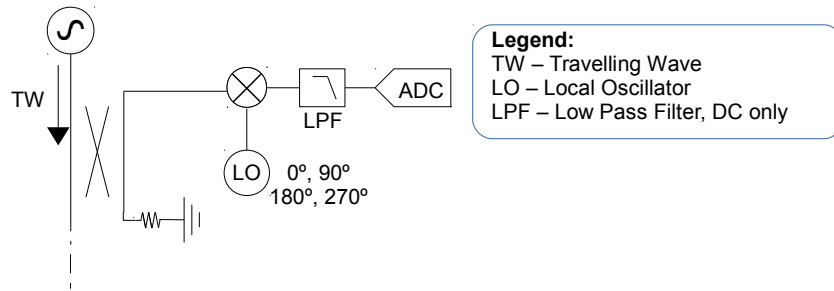 TW
LPF
ADC
LO
0º, 90º
180º, 270º
Legend:
TW – Travelling Wave
LO – Local Oscillator
LPF – Low Pass Filter, DC only